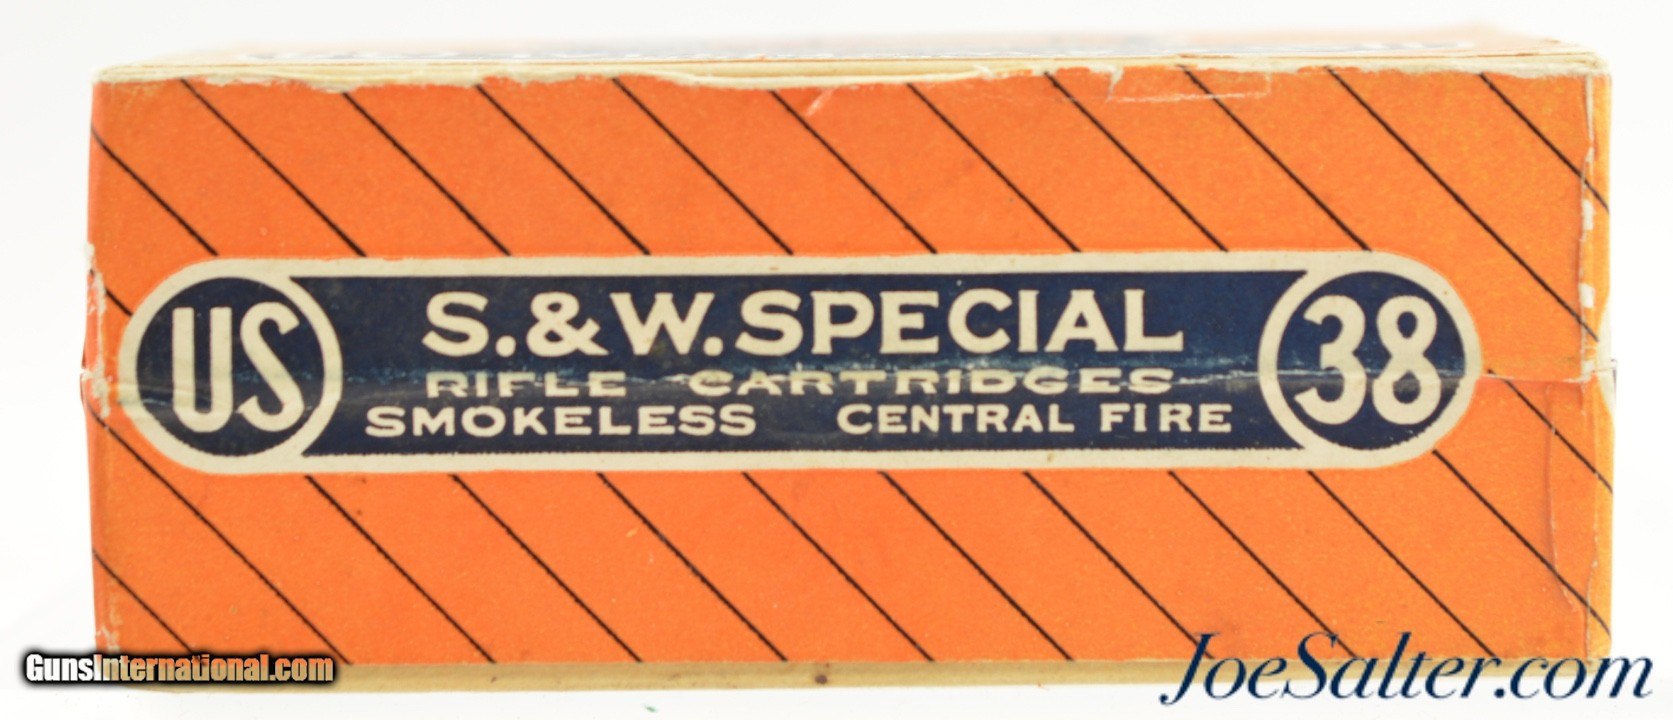 US
S. & W. SPECIAL
RIFLE CARTRIDGES
SMOKELESS CENTRAL FIRE
38
GunsInternational.com
JoeSalter.com